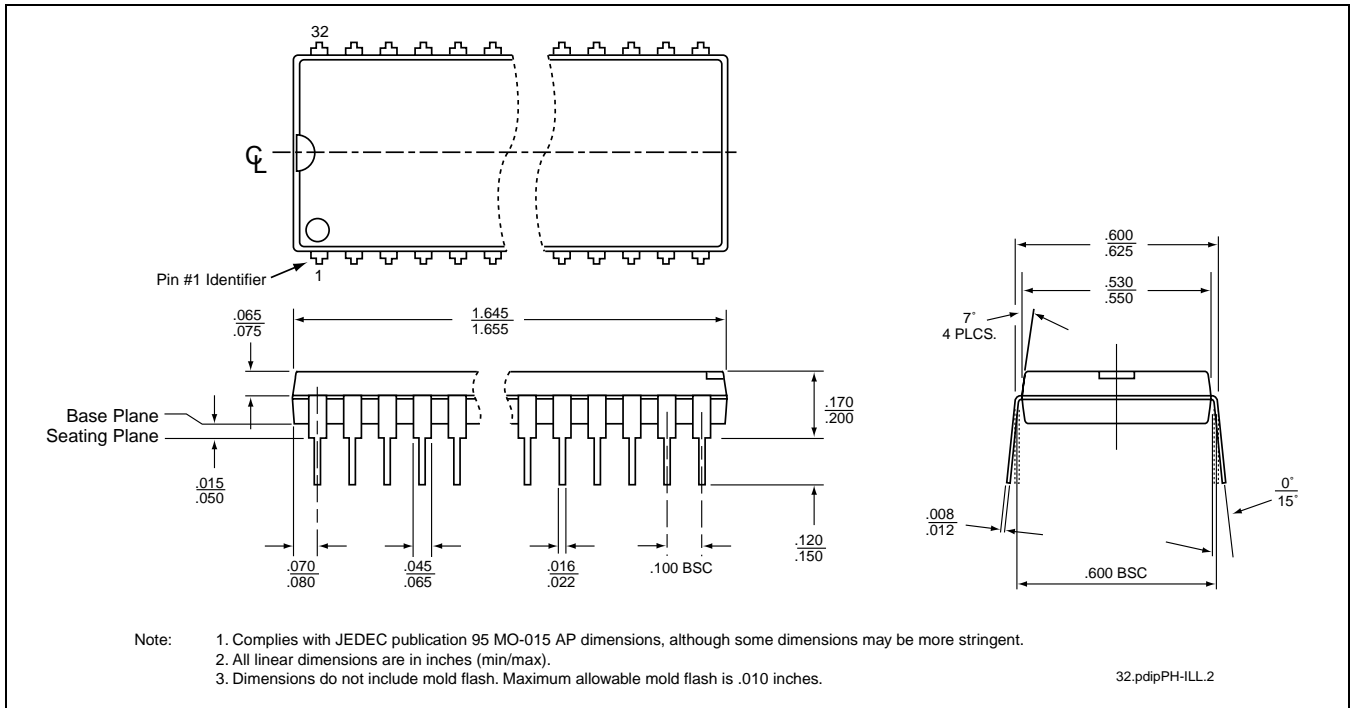 32
℄
Pin #1 Identifier
1
.600
.625
.530
.550
7°
4 PLCS.
.065
.075
1.645
1.655
Base Plane
Seating Plane
.170
.200
.015
.050
.070
.080
.045
.065
.016
.022
.100 BSC
.120
.150
.008
.012
0°
15°
.600 BSC
Note: 1. Complies with JEDEC publication 95 MO-015 AP dimensions, although some dimensions may be more stringent.
2. All linear dimensions are in inches (min/max).
3. Dimensions do not include mold flash. Maximum allowable mold flash is .010 inches.
32.pdipPH-ILL.2